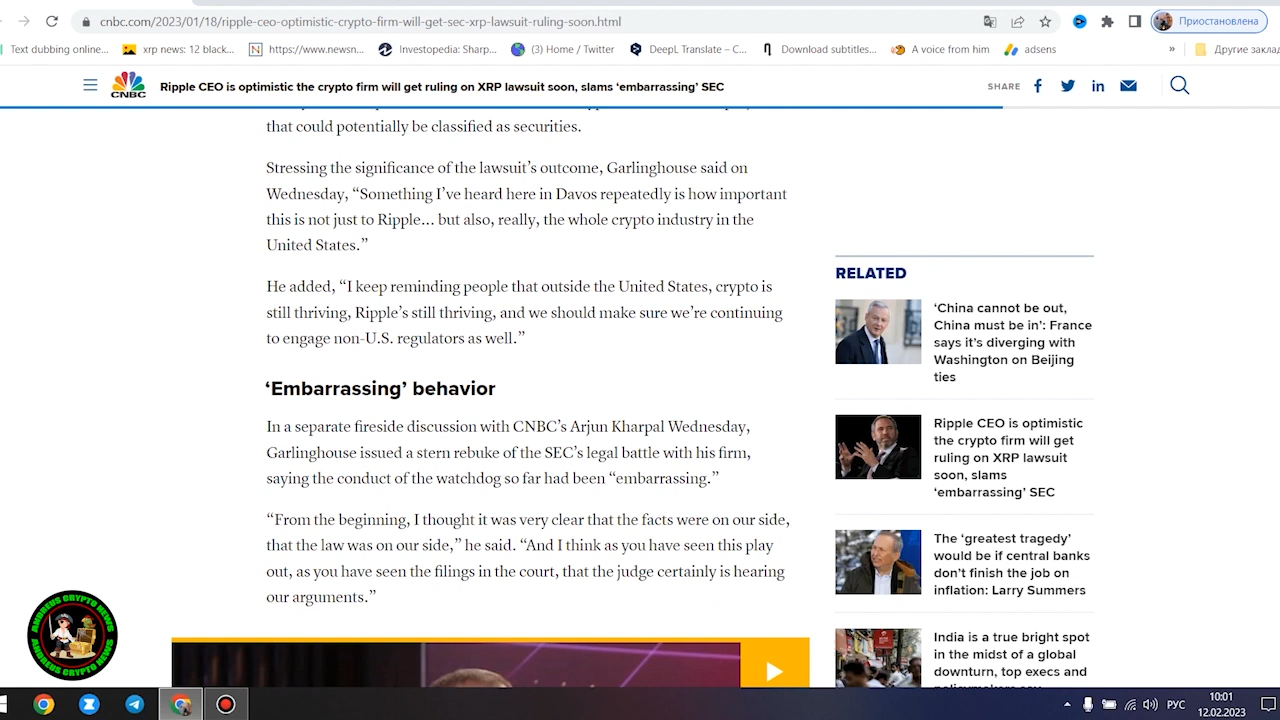 cnbc.com/2023/01/18/ripple-ceo-optimistic-crypto-firm-will-get-sec-xrp-lawsuit-ruling-soon.html
Приостановлена
Text dubbing online...
xrp news: 12 black...
https://www.newsn...
Investopedia: Sharp...
(3) Home / Twitter
DeepL Translate – C...
Download subtitles...
A voice from him
adsens
»
Другие закла
CNBC
Ripple CEO is optimistic the crypto firm will get ruling on XRP lawsuit soon, slams ‘embarrassing’ SEC
SHARE
that could potentially be classified as securities.
Stressing the significance of the lawsuit’s outcome, Garlinghouse said on
Wednesday, “Something I’ve heard here in Davos repeatedly is how important
this is not just to Ripple... but also, really, the whole crypto industry in the
United States.”
He added, “I keep reminding people that outside the United States, crypto is
still thriving, Ripple’s still thriving, and we should make sure we’re continuing
to engage non-U.S. regulators as well.”
‘Embarrassing’ behavior
In a separate fireside discussion with CNBC’s Arjun Kharpal Wednesday,
Garlinghouse issued a stern rebuke of the SEC’s legal battle with his firm,
saying the conduct of the watchdog so far had been “embarrassing.”
“From the beginning, I thought it was very clear that the facts were on our side,
that the law was on our side,” he said. “And I think as you have seen this play
out, as you have seen the filings in the court, that the judge certainly is hearing
our arguments.”
RELATED
‘China cannot be out,
China must be in’: France
says it’s diverging with
Washington on Beijing
ties
Ripple CEO is optimistic
the crypto firm will get
ruling on XRP lawsuit
soon, slams
‘embarrassing’ SEC
The ‘greatest tragedy’
would be if central banks
don’t finish the job on
inflation: Larry Summers
India is a true bright spot
in the midst of a global
downturn, top execs and
ANDREUS CRYPTO NEWS
ANDREUS CRYPTO NEWS
РУС
10:01
12.02.2023